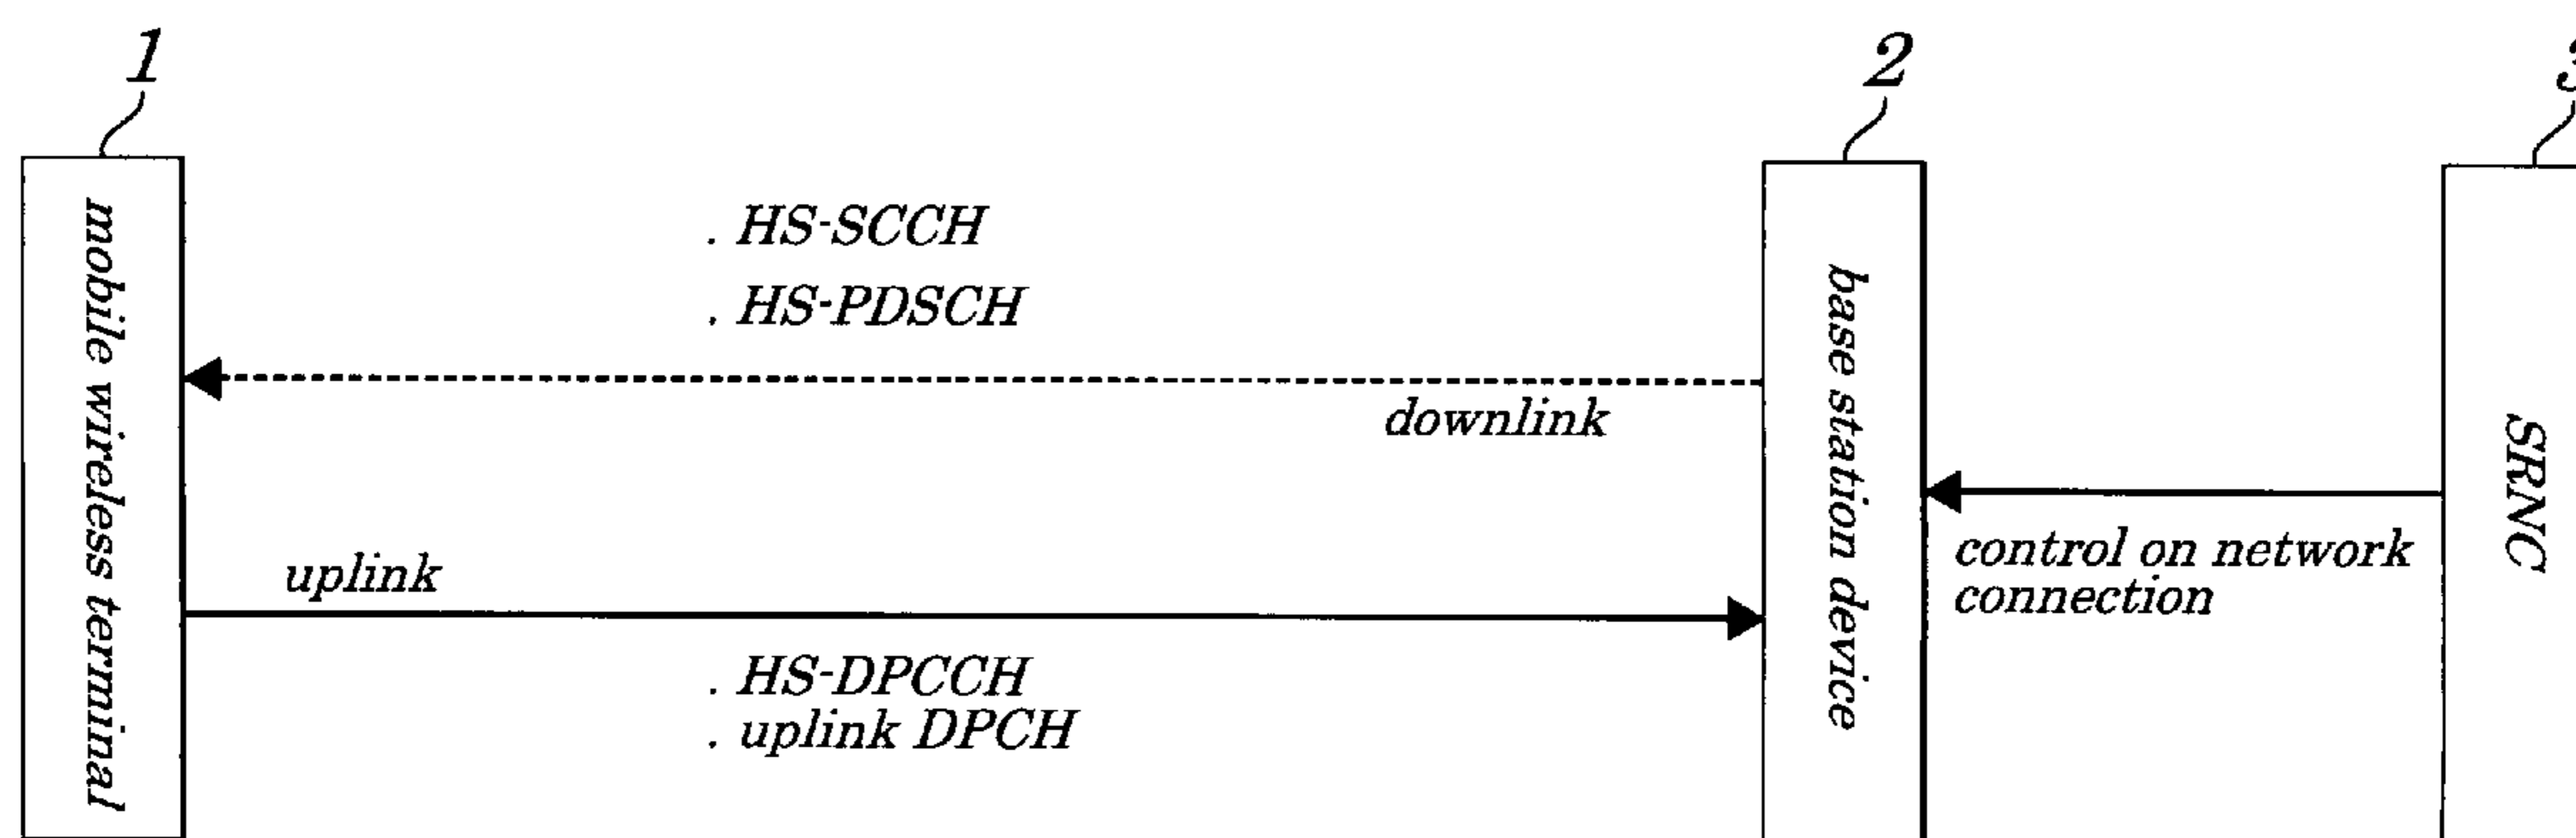 1
2
3
mobile wireless terminal
. HS-SCCH
. HS-PDSCH
downlink
uplink
. HS-DPCCH
. uplink DPCH
base station device
control on network
connection
SRNC